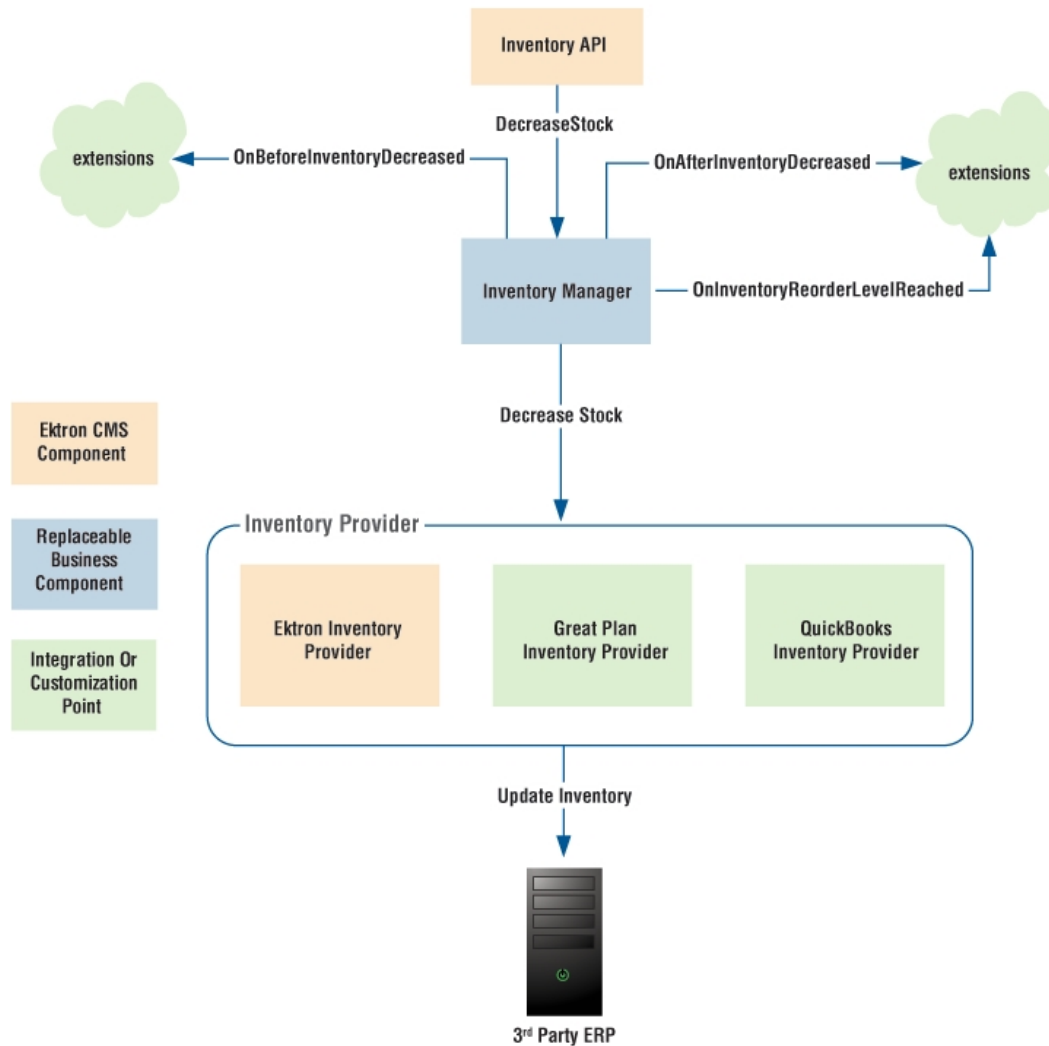 Inventory API
DecreaseStock
extensions
OnBeforeInventoryDecreased
OnAfterInventoryDecreased
extensions
Inventory Manager
OnInventoryReorderLevelReached
Decrease Stock
Ektron CMS
Component
Replaceable
Business
Component
Integration Or
Customization
Point
Inventory Provider
Ektron Inventory
Provider
Great Plan
Inventory Provider
QuickBooks
Inventory Provider
Update Inventory
3rd Party ERP